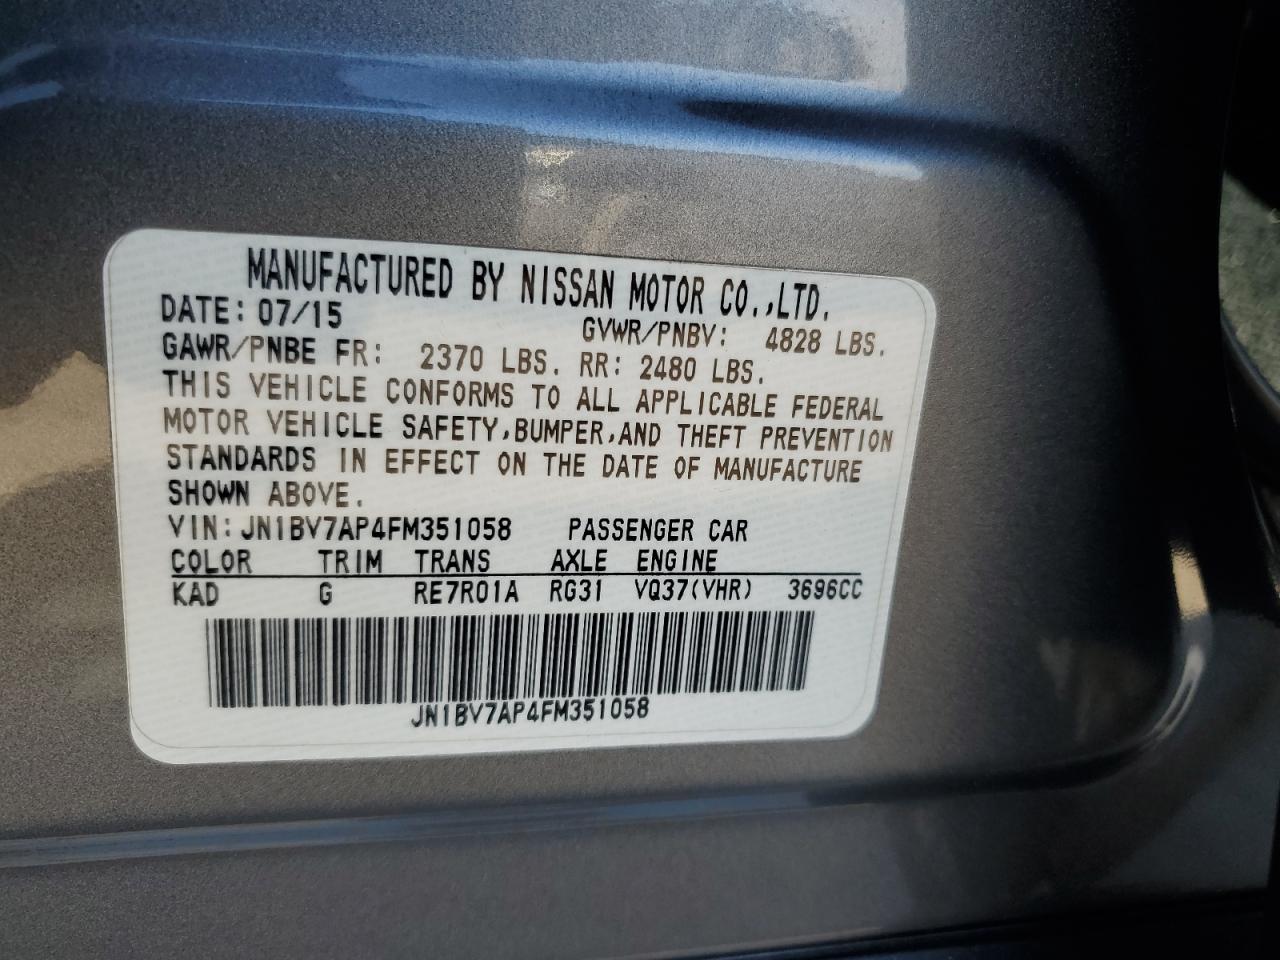 MANUFACTURED BY NISSAN MOTOR CO.,LTD.
DATE: 07/15 GVWR/PNBV: 4828 LBS.
GAWR/PNBE FR: 2370 LBS. RR: 2480 LBS.
THIS VEHICLE CONFORMS TO ALL APPLICABLE FEDERAL
MOTOR VEHICLE SAFETY,BUMPER,AND THEFT PREVENTION
STANDARDS IN EFFECT ON THE DATE OF MANUFACTURE
SHOWN ABOVE.
VIN:JN1BV7AP4FM351058 PASSENGER CAR
COLOR TRIM TRANS AXLE ENGINE
KAD G RE7R01A RG31 VQ37(VHR) 3696CC
JN1BV7AP4FM351058